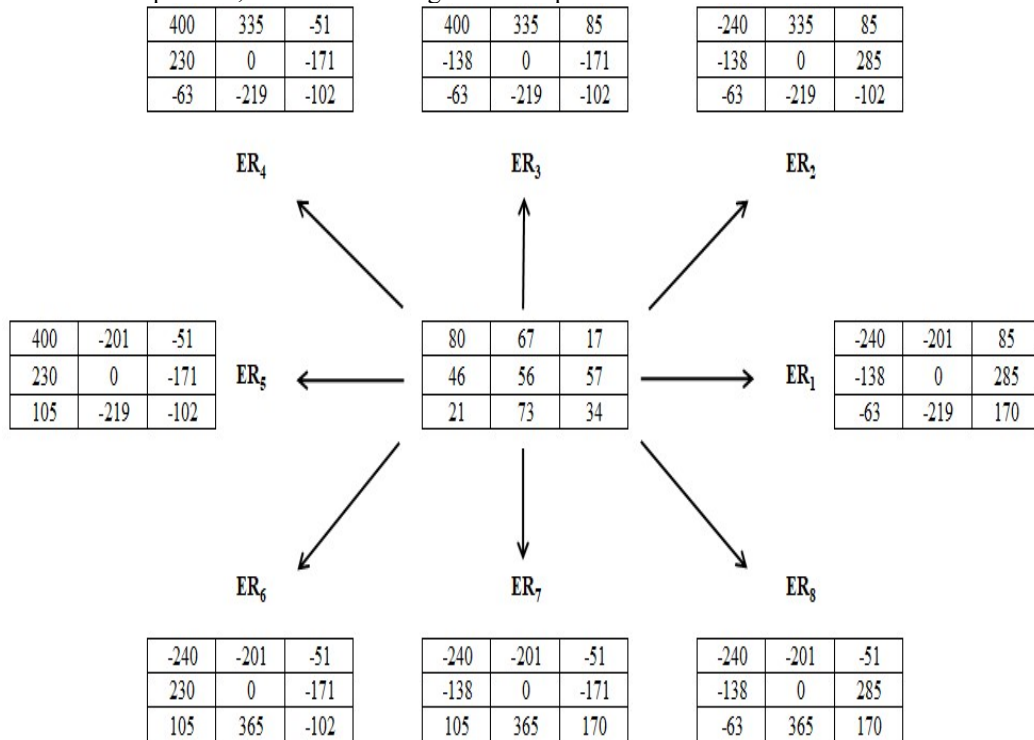 400 335 -51 400 335 85 -240 335 85
230 0 -171 -138 0 -171 -138 0 285
-63 -219 -102 -63 -219 -102 -63 -219 -102
ER₄ ER₃ ER₂
400 -201 -51 80 67 17 -240 -201 85
230 0 -171 ER₅ 46 56 57 ER₁ -138 0 285
105 -219 -102 21 73 34 -63 -219 170
ER₆ ER₇ ER₈
-240 -201 -51 -240 -201 -51 -240 -201 -51
230 0 -171 -138 0 -171 -138 0 285
105 365 -102 105 365 170 -63 365 170